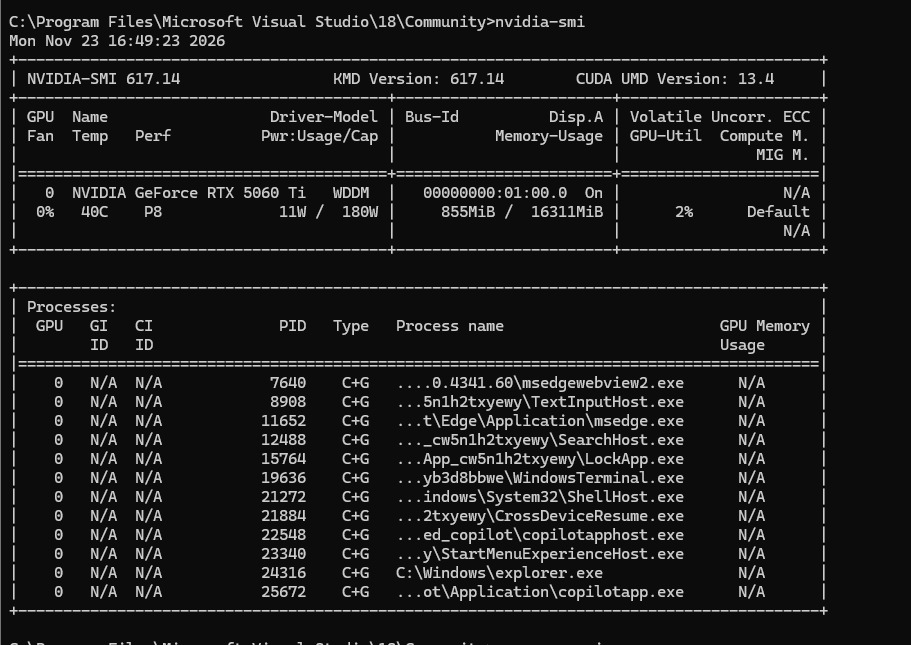 C:\Program Files\Microsoft Visual Studio\18\Community>nvidia-smi
Mon Nov 23 16:49:23 2026
NVIDIA-SMI 617.14 KMD Version: 617.14 CUDA UMD Version: 13.4
GPU Name Driver-Model Bus-Id Disp.A Volatile Uncorr. ECC
Fan Temp Perf Pwr:Usage/Cap Memory-Usage GPU-Util Compute M.
MIG M.
0 NVIDIA GeForce RTX 5060 Ti WDDM 00000000:01:00.0 On N/A
0% 40C P8 11W / 180W 855MiB / 16311MiB 2% Default
N/A
Processes:
GPU GI CI PID Type Process name GPU Memory
ID ID Usage
0 N/A N/A 7640 C+G ....0.4341.60\msedgewebview2.exe N/A
0 N/A N/A 8908 C+G ...5n1h2txyewy\TextInputHost.exe N/A
0 N/A N/A 11652 C+G ...t\Edge\Application\msedge.exe N/A
0 N/A N/A 12488 C+G ..._cw5n1h2txyewy\SearchHost.exe N/A
0 N/A N/A 15764 C+G ...App_cw5n1h2txyewy\LockApp.exe N/A
0 N/A N/A 19636 C+G ...yb3d8bbwe\WindowsTerminal.exe N/A
0 N/A N/A 21272 C+G ...indows\System32\ShellHost.exe N/A
0 N/A N/A 21884 C+G ...2txyewy\CrossDeviceResume.exe N/A
0 N/A N/A 22548 C+G ...ed_copilot\copilotapphost.exe N/A
0 N/A N/A 23340 C+G ...y\StartMenuExperienceHost.exe N/A
0 N/A N/A 24316 C+G C:\Windows\explorer.exe N/A
0 N/A N/A 25672 C+G ...ot\Application\copilotapp.exe N/A